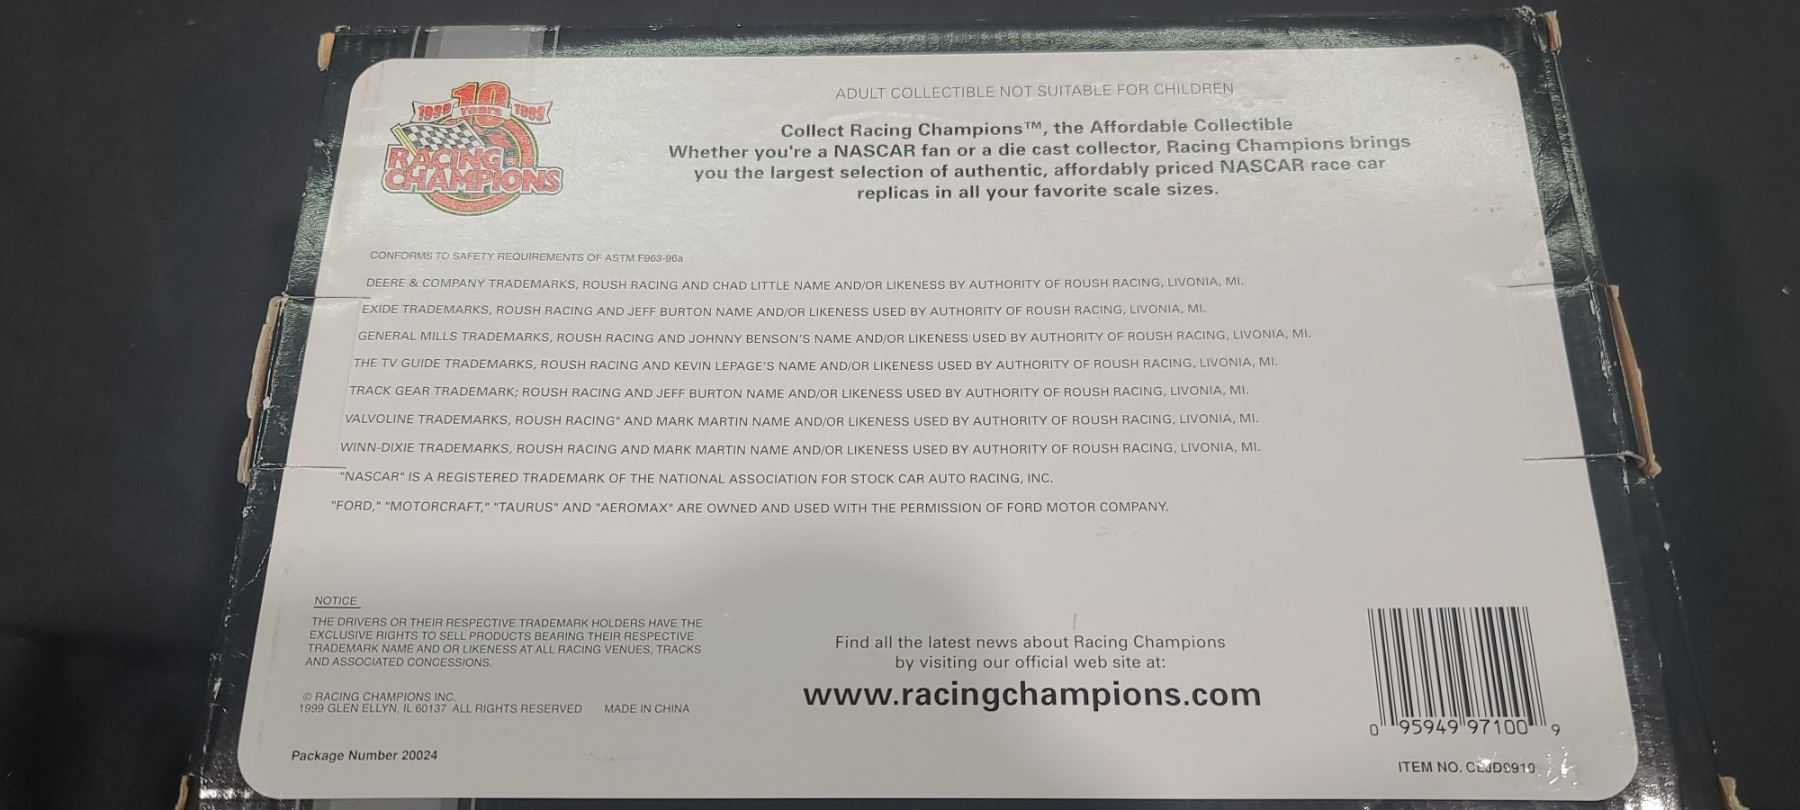 10
1989 Years 1999
RACING
CHAMPIONS
ADULT COLLECTIBLE NOT SUITABLE FOR CHILDREN
Collect Racing Champions™, the Affordable Collectible
Whether you're a NASCAR fan or a die cast collector, Racing Champions brings
you the largest selection of authentic, affordably priced NASCAR race car
replicas in all your favorite scale sizes.
CONFORMS TO SAFETY REQUIREMENTS OF ASTM F963-96a
DEERE & COMPANY TRADEMARKS, ROUSH RACING AND CHAD LITTLE NAME AND/OR LIKENESS BY AUTHORITY OF ROUSH RACING, LIVONIA, MI.
EXIDE TRADEMARKS, ROUSH RACING AND JEFF BURTON NAME AND/OR LIKENESS USED BY AUTHORITY OF ROUSH RACING, LIVONIA, MI.
GENERAL MILLS TRADEMARKS, ROUSH RACING AND JOHNNY BENSON'S NAME AND/OR LIKENESS USED BY AUTHORITY OF ROUSH RACING, LIVONIA, MI.
THE TV GUIDE TRADEMARKS, ROUSH RACING AND KEVIN LEPAGE'S NAME AND/OR LIKENESS USED BY AUTHORITY OF ROUSH RACING, LIVONIA, MI.
TRACK GEAR TRADEMARK; ROUSH RACING AND JEFF BURTON NAME AND/OR LIKENESS USED BY AUTHORITY OF ROUSH RACING, LIVONIA, MI.
VALVOLINE TRADEMARKS, ROUSH RACING" AND MARK MARTIN NAME AND/OR LIKENESS USED BY AUTHORITY OF ROUSH RACING, LIVONIA, MI.
WINN-DIXIE TRADEMARKS, ROUSH RACING AND MARK MARTIN NAME AND/OR LIKENESS USED BY AUTHORITY OF ROUSH RACING, LIVONIA, MI.
"NASCAR" IS A REGISTERED TRADEMARK OF THE NATIONAL ASSOCIATION FOR STOCK CAR AUTO RACING, INC.
"FORD," "MOTORCRAFT," "TAURUS" AND "AEROMAX" ARE OWNED AND USED WITH THE PERMISSION OF FORD MOTOR COMPANY.
NOTICE
THE DRIVERS OR THEIR RESPECTIVE TRADEMARK HOLDERS HAVE THE
EXCLUSIVE RIGHTS TO SELL PRODUCTS BEARING THEIR RESPECTIVE
TRADEMARK NAME AND OR LIKENESS AT ALL RACING VENUES, TRACKS
AND ASSOCIATED CONCESSIONS.
© RACING CHAMPIONS INC.
1999 GLEN ELLYN, IL 60137 ALL RIGHTS RESERVED MADE IN CHINA
Package Number 20024
Find all the latest news about Racing Champions
by visiting our official web site at:
www.racingchampions.com
0 95949 97100 9
ITEM NO.